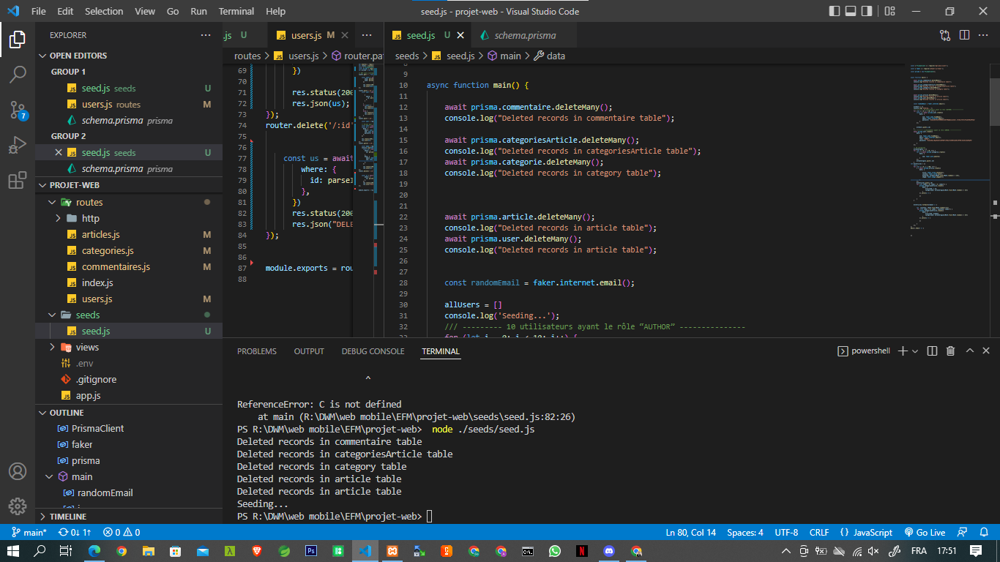 File Edit Selection View Go Run Terminal Help
seed.js - projet-web - Visual Studio Code
EXPLORER
OPEN EDITORS
GROUP 1
seed.js seeds U
users.js routes M
schema.prisma prisma
GROUP 2
seed.js seeds U
schema.prisma prisma
PROJET-WEB
routes
http
articles.js M
categories.js M
commentaires.js M
index.js
users.js M
seeds
seed.js U
views
.env
.gitignore
app.js
OUTLINE
PrismaClient
faker
prisma
main
randomEmail
TIMELINE
.js U
users.js M
routes > users.js > router.pa
69 })
70
71 res.status(200
72 res.json(us);
73 });
74 router.delete('/:id'
75
76
77 const us = await
78 where: {
79 id: parseI
80 },
81 })
82 res.status(200
83 res.json("DELE
84 });
85
86
87 module.exports = rou
88
seed.js U
schema.prisma
seeds > seed.js > main > data
8
9
10 async function main() {
11
12 await prisma.commentaire.deleteMany();
13 console.log("Deleted records in commentaire table");
14
15 await prisma.categoriesArticle.deleteMany();
16 console.log("Deleted records in categoriesArticle table");
17 await prisma.categorie.deleteMany();
18 console.log("Deleted records in category table");
19
20
21
22 await prisma.article.deleteMany();
23 console.log("Deleted records in article table");
24 await prisma.user.deleteMany();
25 console.log("Deleted records in article table");
26
27
28 const randomEmail = faker.internet.email();
29
30 allUsers = []
31 console.log('Seeding...');
32 /// --------- 10 utilisateurs ayant le rôle “AUTHOR” ---------------
33 for (let i = 0; i < 10; i++) {
PROBLEMS OUTPUT DEBUG CONSOLE TERMINAL
powershell
^
ReferenceError: C is not defined
at main (R:\DWM\web mobile\EFM\projet-web\seeds\seed.js:82:26)
PS R:\DWM\web mobile\EFM\projet-web> node ./seeds/seed.js
Deleted records in commentaire table
Deleted records in categoriesArticle table
Deleted records in category table
Deleted records in article table
Deleted records in article table
Seeding...
PS R:\DWM\web mobile\EFM\projet-web>
main* 0↓ 1↑ 0 0
Ln 80, Col 14 Spaces: 4 UTF-8 CRLF JavaScript Go Live
FRA 17:51